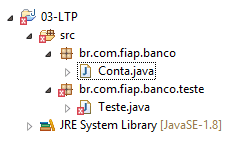 03-LTP
src
br.com.fiap.banco
Conta.java
br.com.fiap.banco.teste
Teste.java
JRE System Library [JavaSE-1.8]